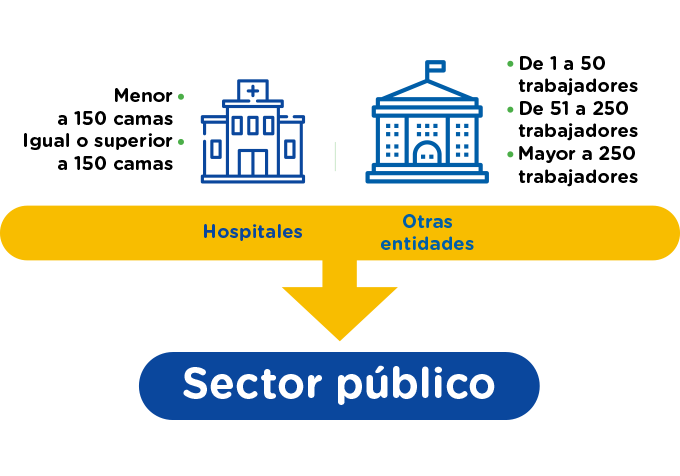 Menor •
a 150 camas
Igual o superior •
a 150 camas
• De 1 a 50
trabajadores
• De 51 a 250
trabajadores
• Mayor a 250
trabajadores
Hospitales
Otras
entidades
Sector público